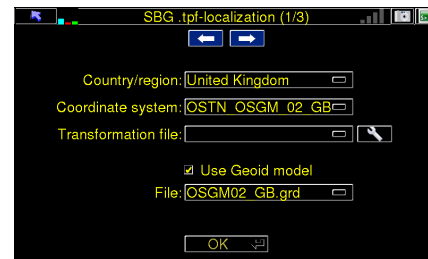 SBG .tpf-localization (1/3)
Country/region: United Kingdom
Coordinate system: OSTN_OSGM_02_GB
Transformation file:
Use Geoid model
File: OSGM02_GB.grd
OK